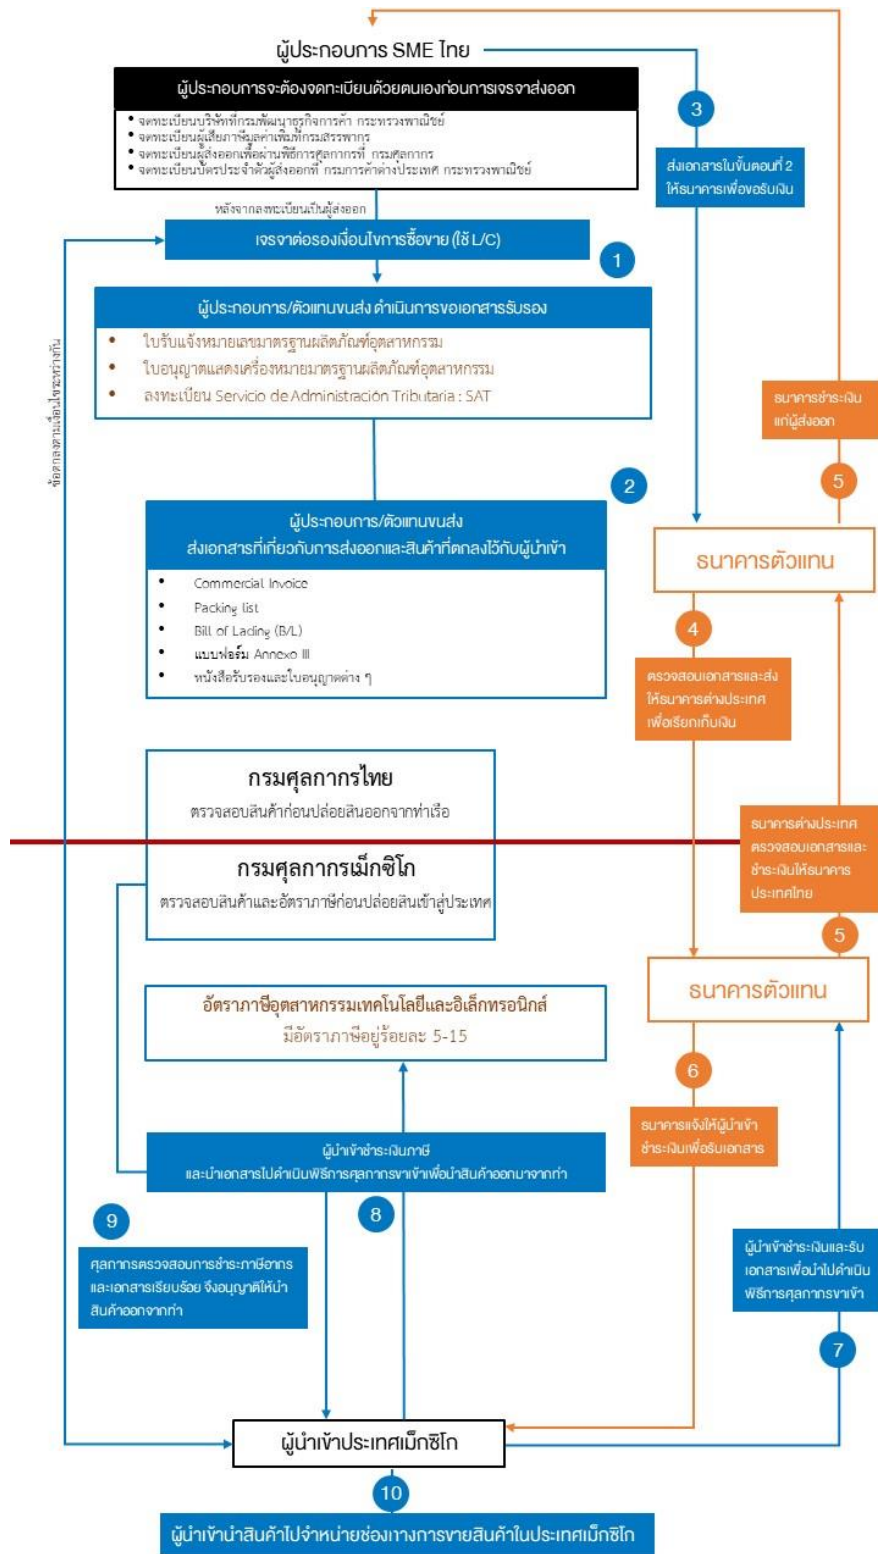 ผู้ประกอบการ SME ไทย
ผู้ประกอบการจะต้องจดทะเบียนด้วยตนเองก่อนการเจรจาส่งออก
• จดทะเบียนบริษัทที่กรมพัฒนาธุรกิจการค้า กระทรวงพาณิชย์
• จดทะเบียนผู้เสียภาษีมูลค่าเพิ่มที่กรมสรรพากร
• จดทะเบียนผู้ส่งออกเพื่อผ่านพิธีการศุลกากรที่ กรมศุลกากร
• จดทะเบียนบัตรประจำตัวผู้ส่งออกที่ กรมการค้าต่างประเทศ กระทรวงพาณิชย์
3
ส่งเอกสารในขั้นตอนที่ 2
ให้ธนาคารเพื่อขอรับเงิน
หลังจากลงทะเบียนเป็นผู้ส่งออก
เจรจาต่อรองเงื่อนไขการซื้อขาย (ใช้ L/C)
1
ผู้ประกอบการ/ตัวแทนขนส่ง ดำเนินการขอเอกสารรับรอง
• ใบรับแจ้งหมายเลขมาตรฐานผลิตภัณฑ์อุตสาหกรรม
• ใบอนุญาตแสดงเครื่องหมายมาตรฐานผลิตภัณฑ์อุตสาหกรรม
• ลงทะเบียน Servicio de Administración Tributaria : SAT
ข้อตกลงตามเงื่อนไขระหว่างกัน
ธนาคารชำระเงิน
แก่ผู้ส่งออก
5
2
ผู้ประกอบการ/ตัวแทนขนส่ง
ส่งเอกสารที่เกี่ยวกับการส่งออกและสินค้าที่ตกลงไว้กับผู้นำเข้า
• Commercial Invoice
• Packing list
• Bill of Lading (B/L)
• แบบฟอร์ม Annexo III
• หนังสือรับรองและใบอนุญาตต่าง ๆ
ธนาคารตัวแทน
4
ตรวจสอบเอกสารและส่ง
ให้ธนาคารต่างประเทศ
เพื่อเรียกเก็บเงิน
กรมศุลกากรไทย
ตรวจสอบสินค้าก่อนปล่อยสินออกจากท่าเรือ
กรมศุลกากรเม็กซิโก
ตรวจสอบสินค้าและอัตราภาษีก่อนปล่อยสินเข้าสู่ประเทศ
ธนาคารต่างประเทศ
ตรวจสอบเอกสารและ
ชำระเงินให้ธนาคาร
ประเทศไทย
5
ธนาคารตัวแทน
อัตราภาษีอุตสาหกรรมเทคโนโลยีและอิเล็กทรอนิกส์
มีอัตราภาษีอยู่ร้อยละ 5-15
6
ธนาคารแจ้งให้ผู้นำเข้า
ชำระเงินเพื่อรับเอกสาร
ผู้นำเข้าชำระเงินภาษี
และนำเอกสารไปดำเนินพิธีการศุลกากรขาเข้าเพื่อนำสินค้าออกมาจากท่า
8
9
ศุลกากรตรวจสอบการชำระภาษีอากร
และเอกสารเรียบร้อย จึงอนุญาติให้นำ
สินค้าออกจากท่า
ผู้นำเข้าชำระเงินและรับ
เอกสารเพื่อนำไปดำเนิน
พิธีการศุลกากรขาเข้า
7
ผู้นำเข้าประเทศเม็กซิโก
10
ผู้นำเข้านำสินค้าไปจำหน่ายช่องทางการขายสินค้าในประเทศเม็กซิโก